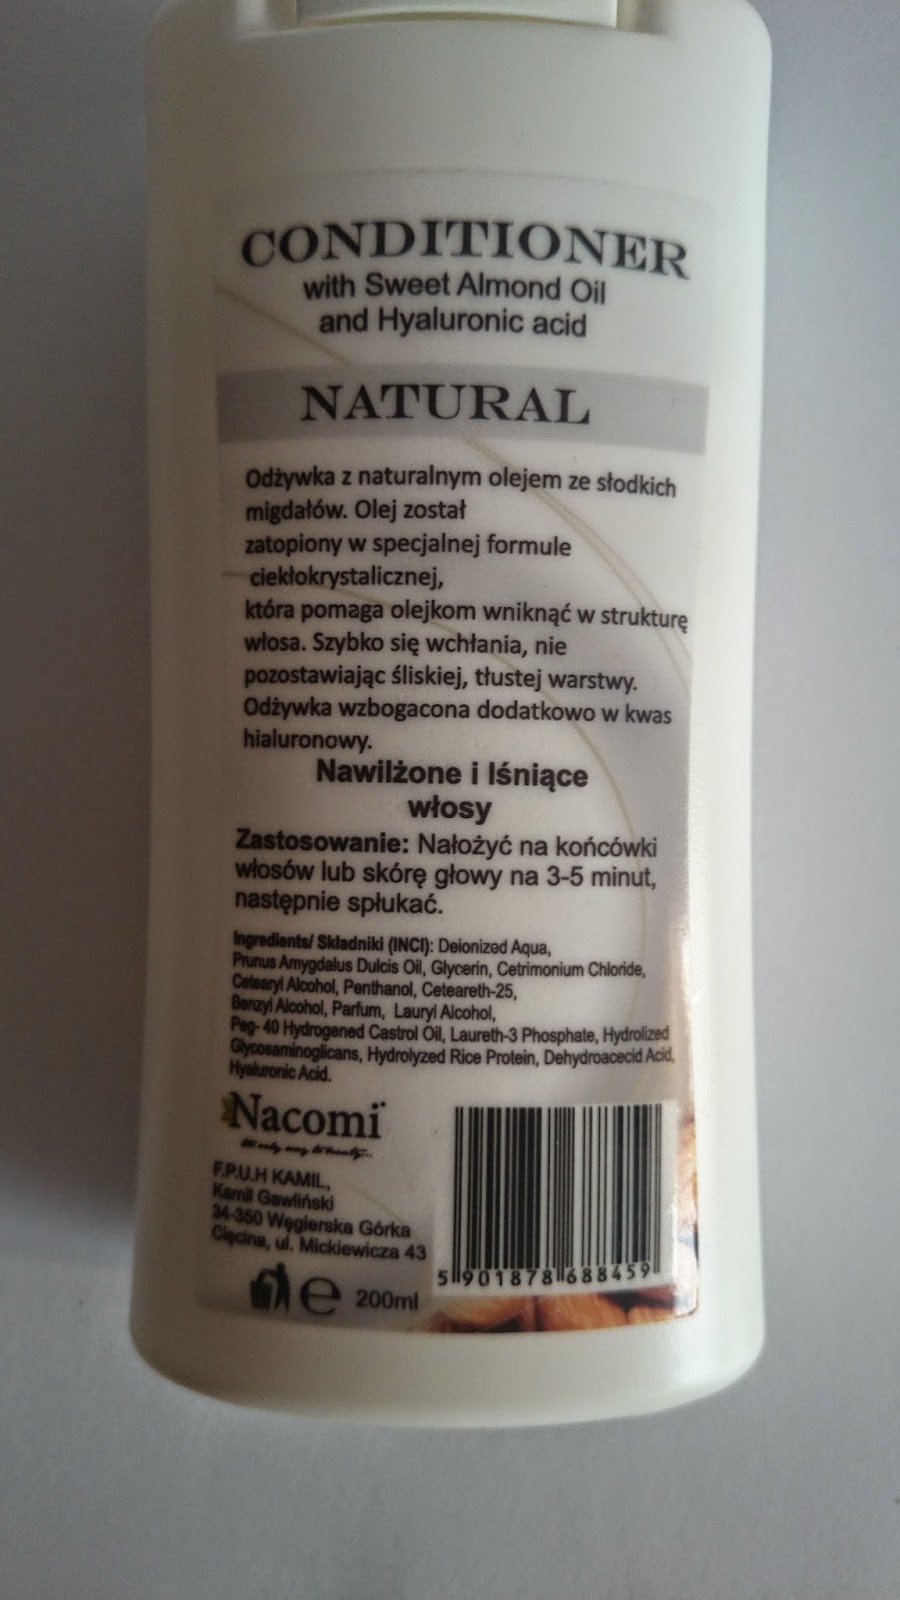 CONDITIONER
with Sweet Almond Oil
and Hyaluronic acid
NATURAL
Odżywka z naturalnym olejem ze słodkich
migdałów. Olej został
zatopiony w specjalnej formule
ciekłokrystalicznej,
która pomaga olejkom wniknąć w strukturę
włosa. Szybko się wchłania, nie
pozostawiając śliskiej, tłustej warstwy.
Odżywka wzbogacona dodatkowo w kwas
hialuronowy.
Nawilżone i lśniące
włosy
Zastosowanie: Nałożyć na końcówki
włosów lub skórę głowy na 3-5 minut,
następnie spłukać.
Ingredients/ Składniki (INCI): Deionized Aqua,
Prunus Amygdalus Dulcis Oil, Glycerin, Cetrimonium Chloride,
Cetearyl Alcohol, Penthanol, Ceteareth-25,
Benzyl Alcohol, Parfum, Lauryl Alcohol,
Peg- 40 Hydrogened Castrol Oil, Laureth-3 Phosphate, Hydrolized
Glycosaminoglicans, Hydrolyzed Rice Protein, Dehydroacecid Acid,
Hyaluronic Acid.
Nacomi
F.P.U.H KAMIL,
Kamil Gawliński
34-350 Węgierska Górka
Cięcina, ul. Mickiewicza 43
5 901878 688459
e 200ml